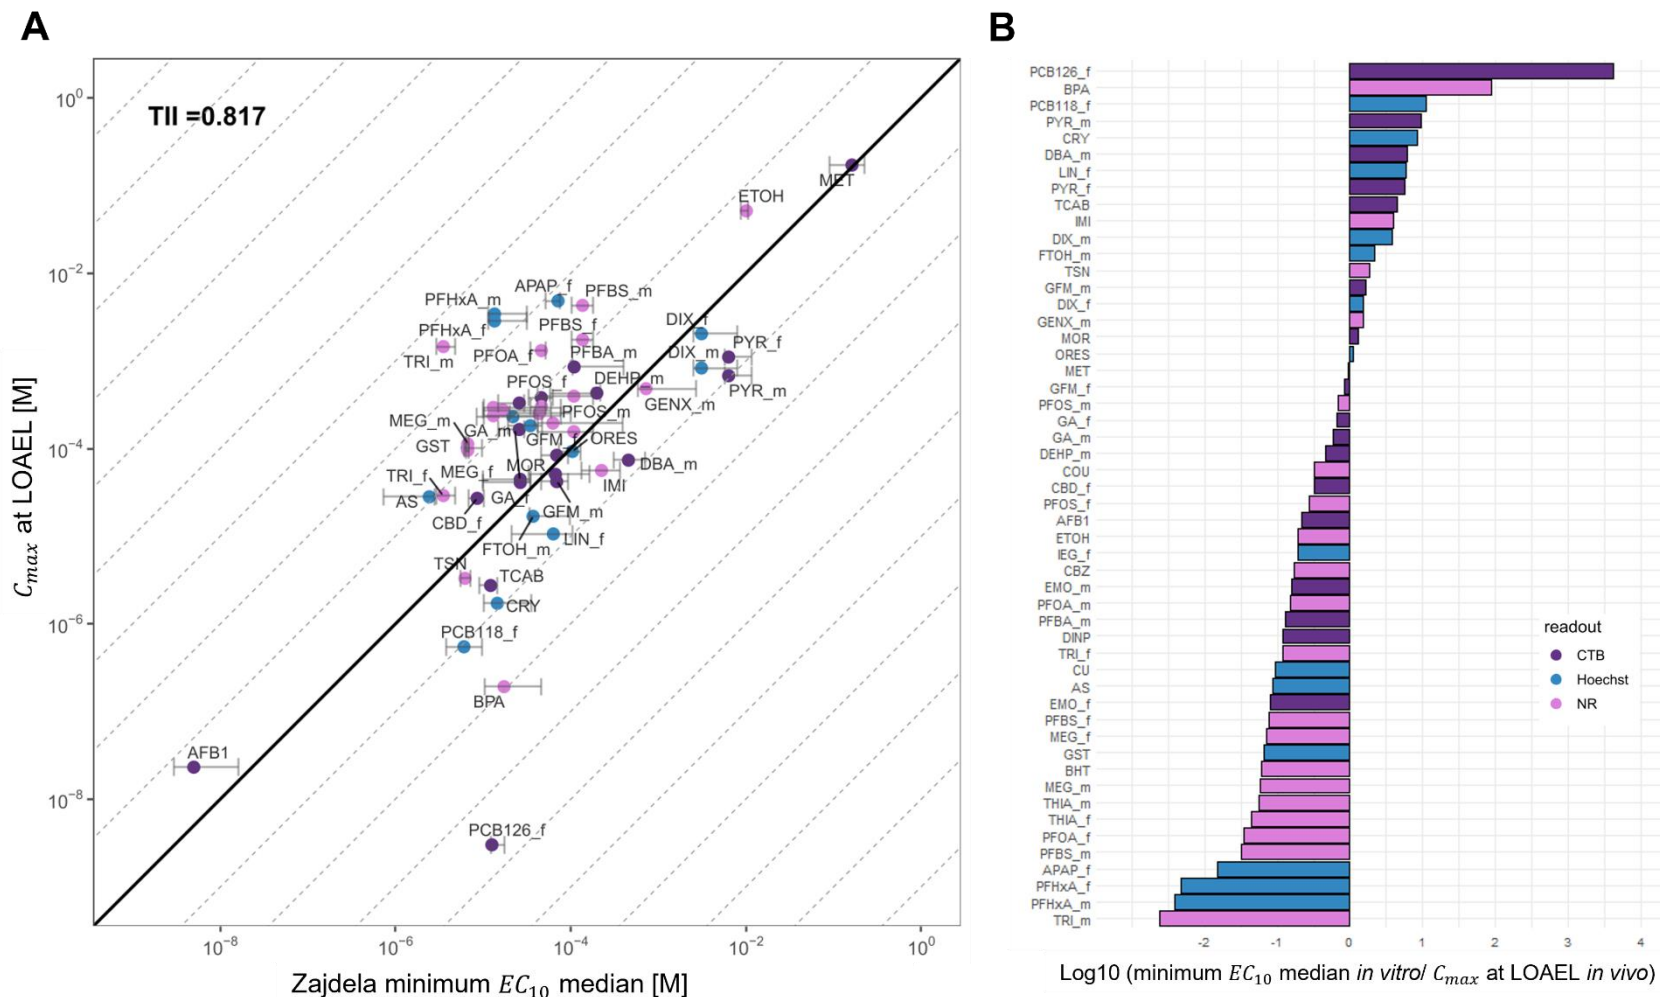 A
TII =0.817
C_max at LOAEL [M]
10^0
10^-2
10^-4
10^-6
10^-8
MET
ETOH
APAP_f
PFBS_m
PFHxA_m
PFHxA_f
PFBS_f
TRI_m
PFOA_f
PFBA_m
DIX_f
DIX_m
PYR_f
PYR_m
PFOS_f
DEHP_m
GENX_m
PFOS_m
MEG_m
GA_m
GST
GFM_f
ORES
TRI_f
MEG_f
MOR
DBA_m
IMI
AS
GA_f
CBD_f
GFM_m
FTOH_m
LIN_f
TSN
TCAB
CRY
PCB118_f
BPA
AFB1
PCB126_f
10^-8
10^-6
10^-4
10^-2
10^0
Zajdela minimum EC_10 median [M]
B
PCB126_f
BPA
PCB118_f
PYR_m
CRY
DBA_m
LIN_f
PYR_f
TCAB
IMI
DIX_m
FTOH_m
TSN
GFM_m
DIX_f
GENX_m
MOR
ORES
MET
GFM_f
PFOS_m
GA_f
GA_m
DEHP_m
COU
CBD_f
PFOS_f
AFB1
ETOH
IEG_f
CBZ
EMO_m
PFOA_m
PFBA_m
DINP
TRI_f
CU
AS
EMO_f
PFBS_f
MEG_f
GST
BHT
MEG_m
THIA_m
THIA_f
PFOA_f
PFBS_m
APAP_f
PFHxA_f
PFHxA_m
TRI_m
readout
CTB
Hoechst
NR
-2
-1
0
1
2
3
4
Log10 (minimum EC_10 median in vitro/ C_max at LOAEL in vivo)